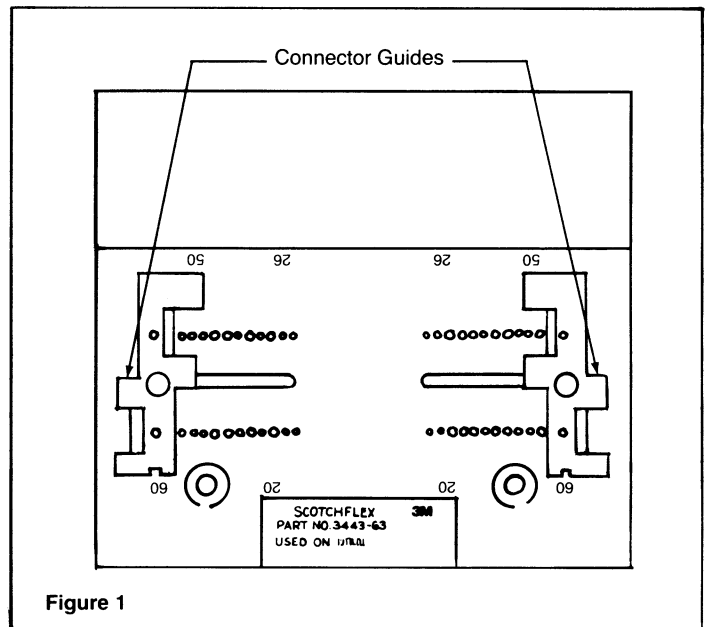 Connector Guides
50 26 26 50
60 20 20 60
SCOTCHFLEX 3M
PART NO. 3443-63
USED ON
Figure 1